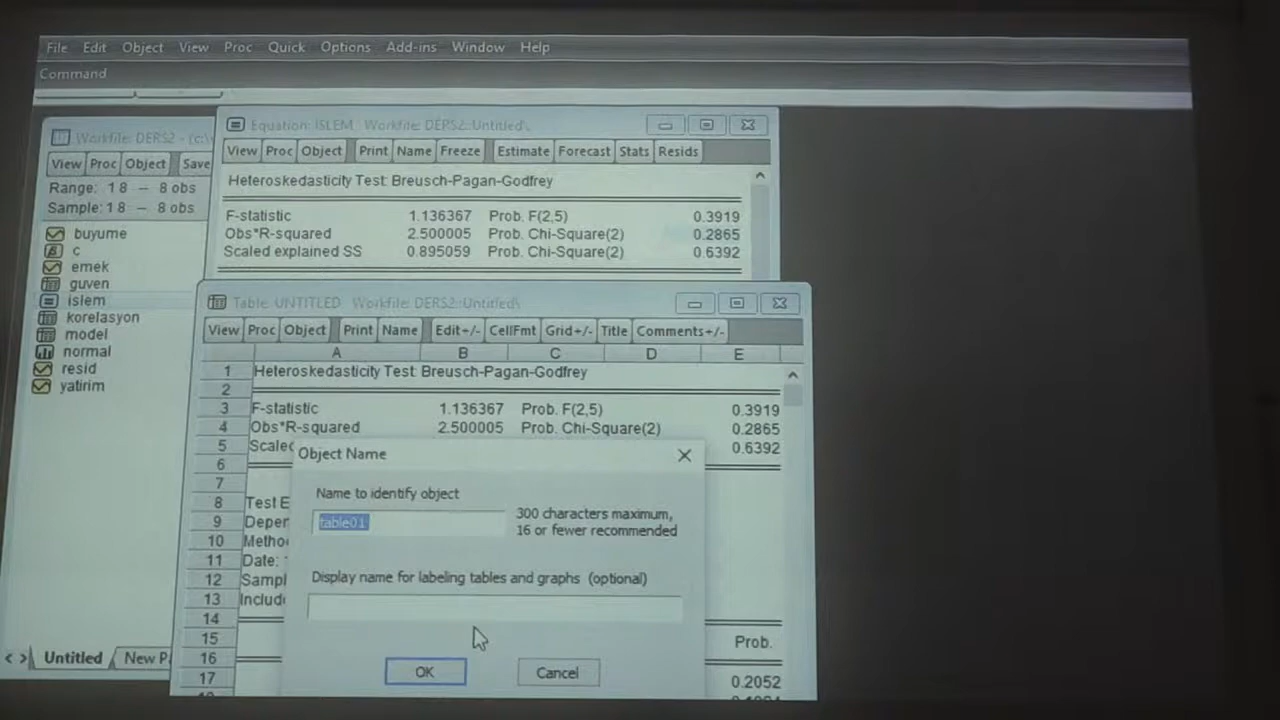 File Edit Object View Proc Quick Options Add-ins Window Help
Command
Workfile: DERS2 - (c:\
View Proc Object Save
Range: 1 8 – 8 obs
Sample: 1 8 – 8 obs
buyume
c
emek
guven
islem
korelasyon
model
normal
resid
yatirim
Untitled New P
Equation: ISLEM Workfile: DERS2::Untitled\
View Proc Object Print Name Freeze Estimate Forecast Stats Resids
Heteroskedasticity Test: Breusch-Pagan-Godfrey
F-statistic 1.136367 Prob. F(2,5) 0.3919
Obs*R-squared 2.500005 Prob. Chi-Square(2) 0.2865
Scaled explained SS 0.895059 Prob. Chi-Square(2) 0.6392
Table: UNTITLED Workfile: DERS2::Untitled\
View Proc Object Print Name Edit+/- CellFmt Grid+/- Title Comments+/-
A B C D E
1 Heteroskedasticity Test: Breusch-Pagan-Godfrey
2
3 F-statistic 1.136367 Prob. F(2,5) 0.3919
4 Obs*R-squared 2.500005 Prob. Chi-Square(2) 0.2865
5 Scaled 0.6392
6
7
8 Test E
9 Deper
10 Metho
11 Date:
12 Sampl
13 Include
14
15 Prob.
16
17 0.2052
Object Name
Name to identify object
table01
300 characters maximum,
16 or fewer recommended
Display name for labeling tables and graphs (optional)
OK Cancel